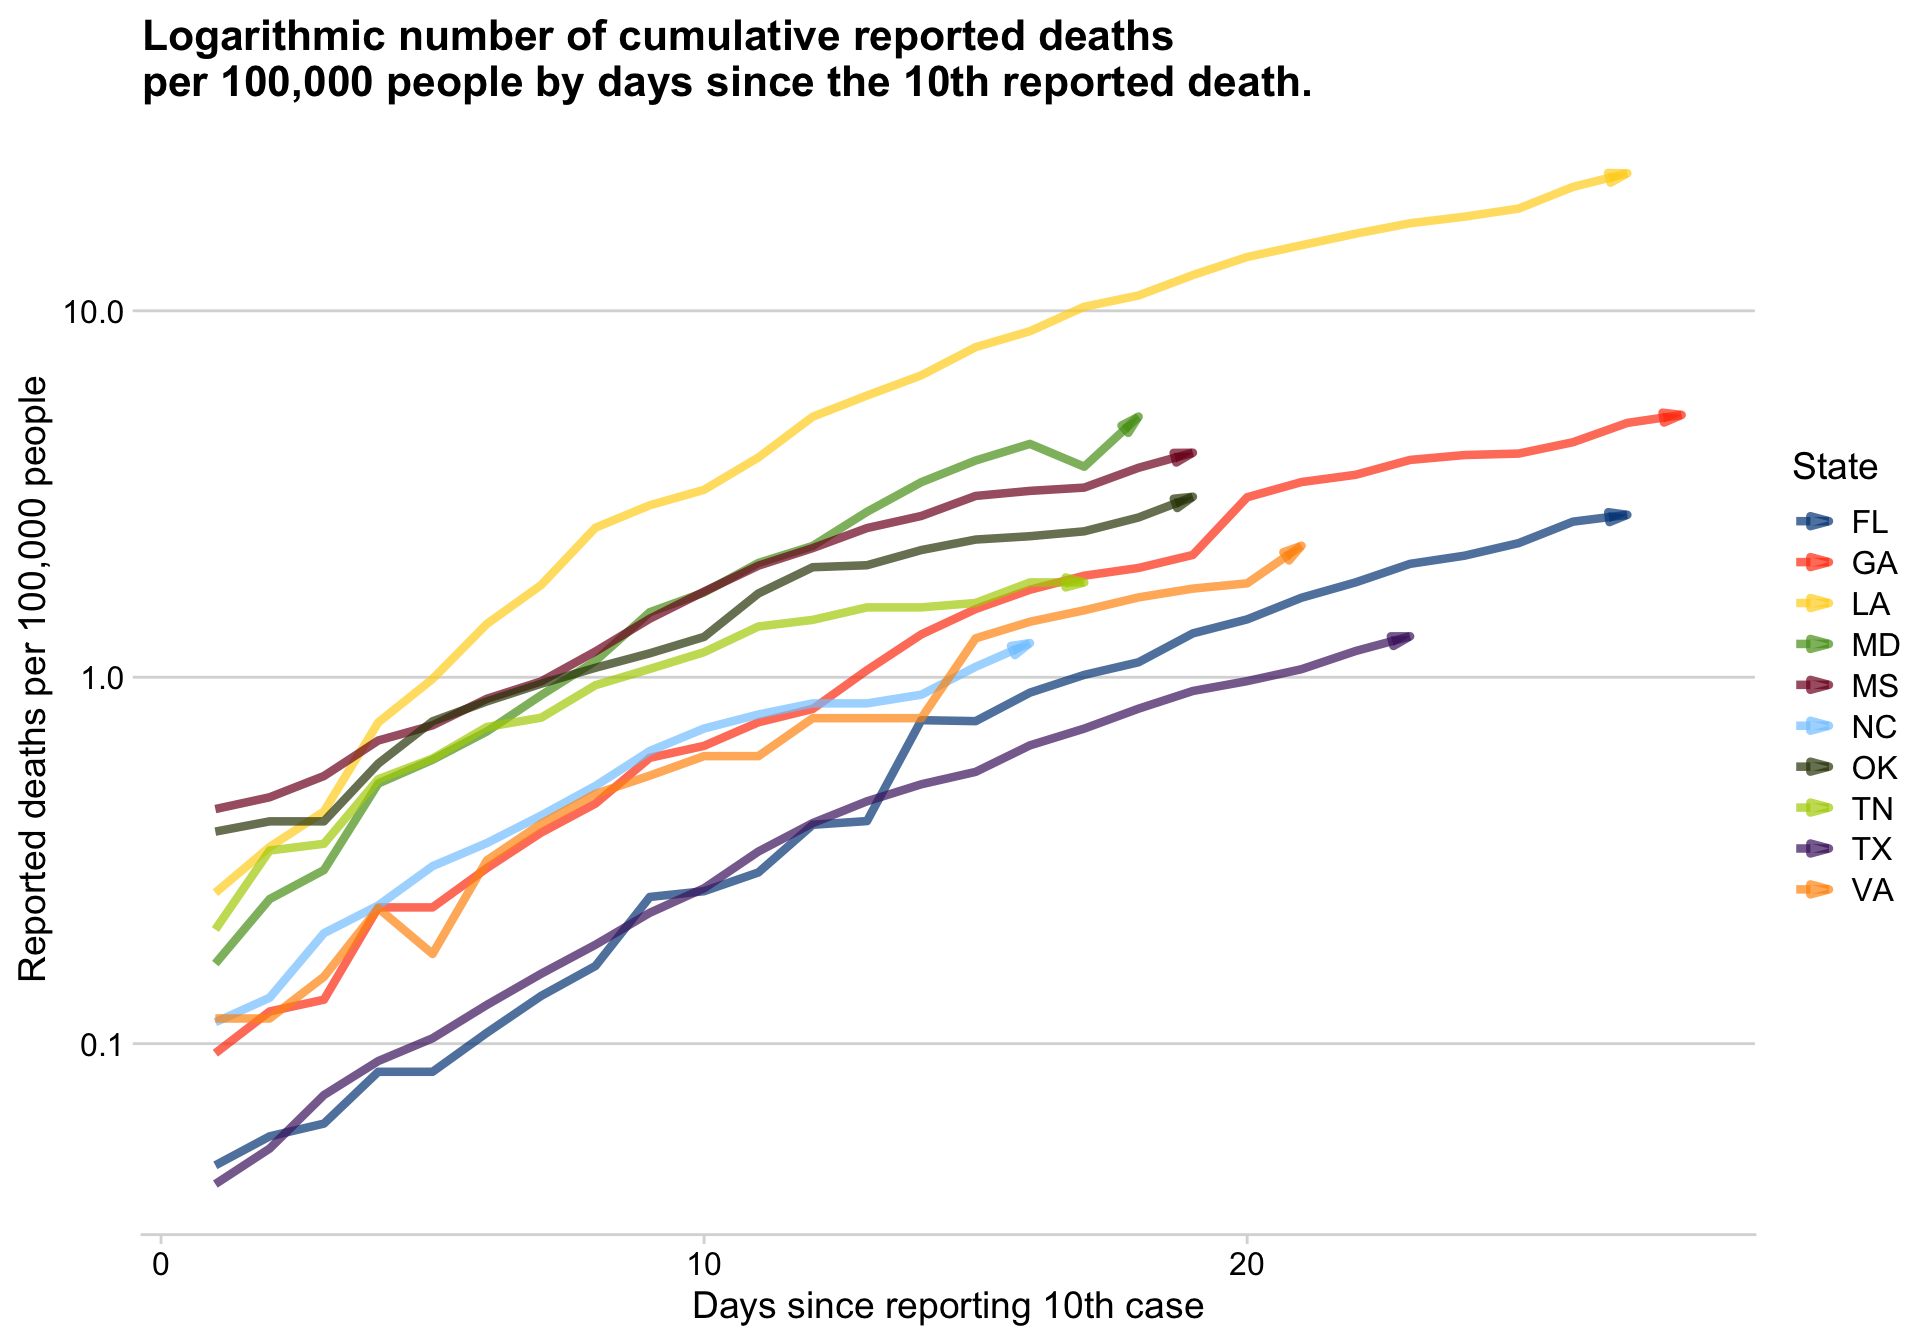 Logarithmic number of cumulative reported deaths
per 100,000 people by days since the 10th reported death.
Reported deaths per 100,000 people
10.0
1.0
0.1
0
10
20
Days since reporting 10th case
State
FL
GA
LA
MD
MS
NC
OK
TN
TX
VA